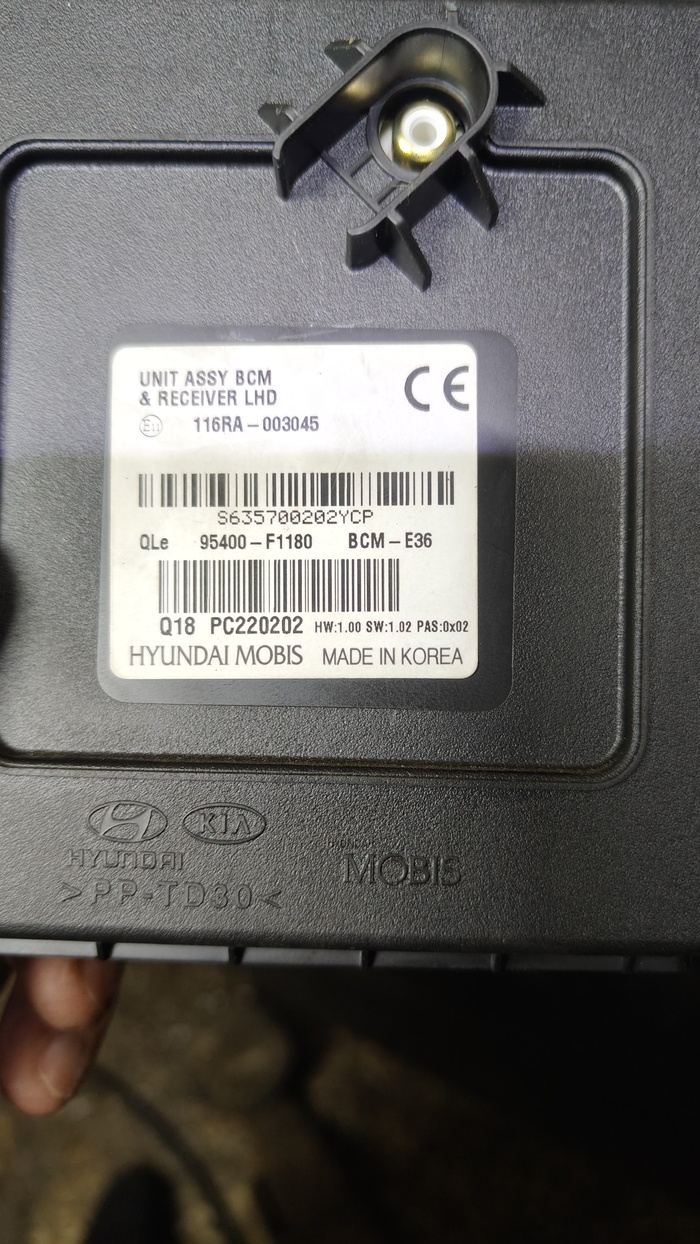 UNIT ASSY BCM
& RECEIVER LHD
CE
E11 116RA-003045
S635700202YCP
QLe 95400-F1180 BCM-E36
Q18 PC220202 HW:1.00 SW:1.02 PAS:0x02
HYUNDAI MOBIS MADE IN KOREA
KIA
HYUNDAI
MOBIS
>PP-TD30<